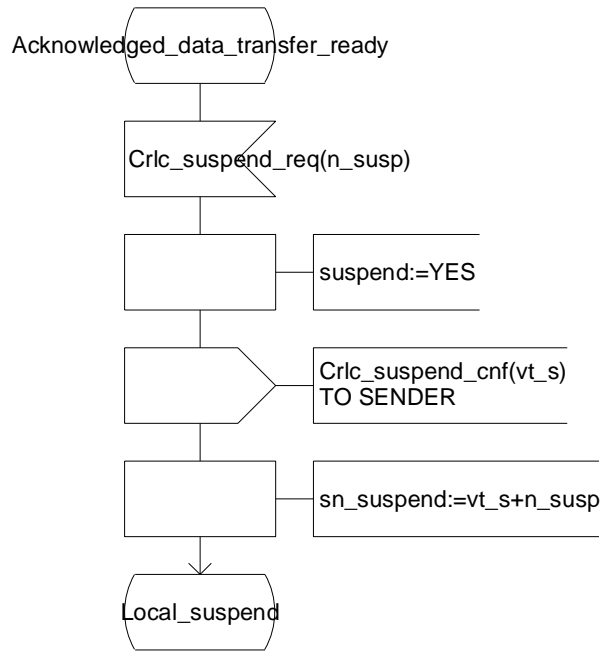 Acknowledged_data_transfer_ready
Crlc_suspend_req(n_susp)
suspend:=YES
Crlc_suspend_cnf(vt_s)
TO SENDER
sn_suspend:=vt_s+n_susp
Local_suspend